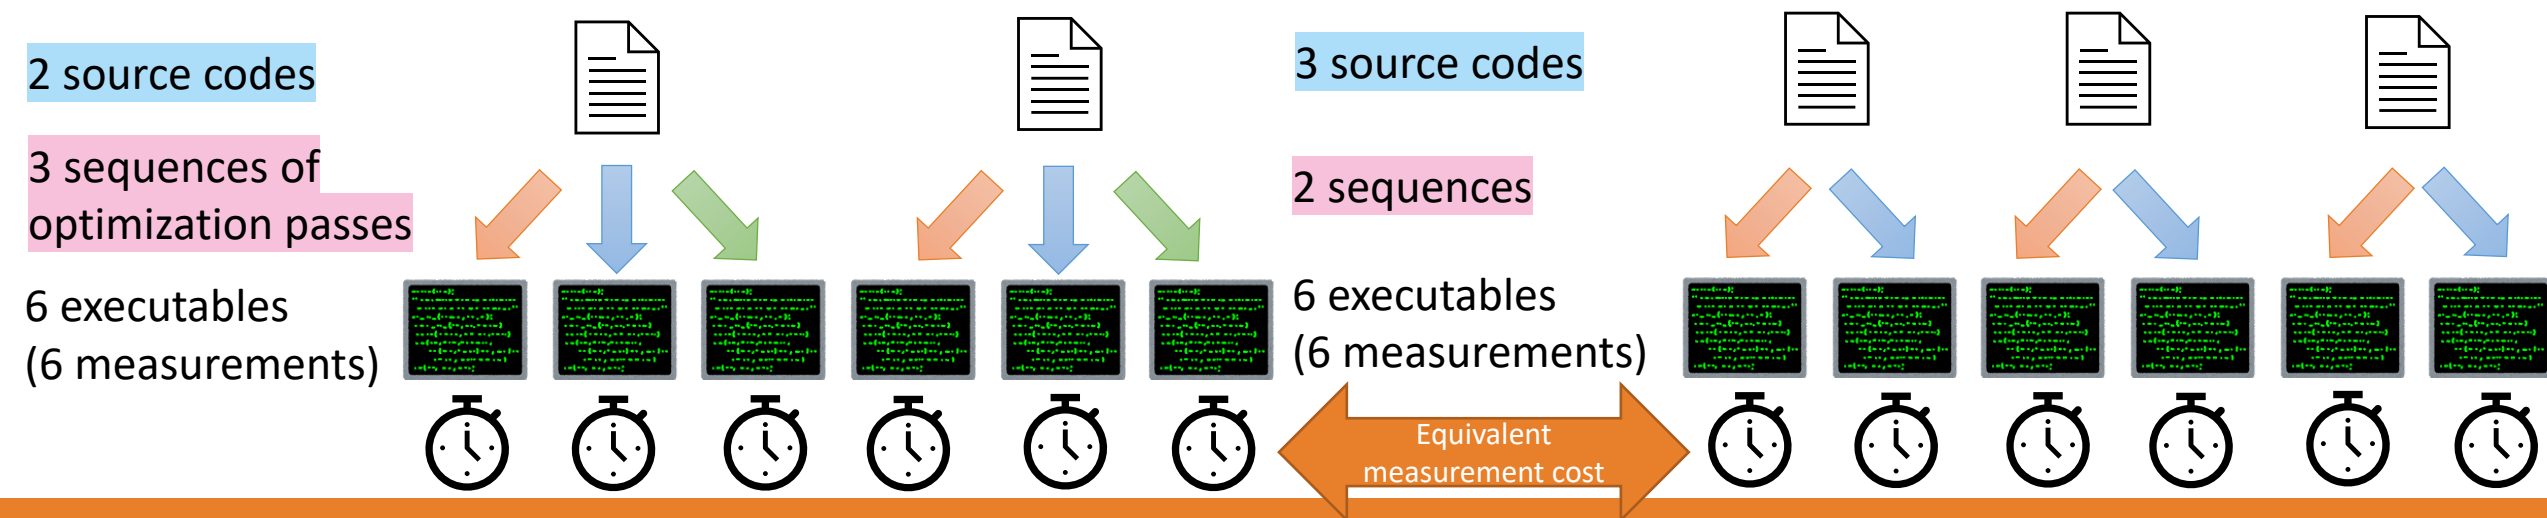 2 source codes
3 sequences of
optimization passes
6 executables
(6 measurements)
3 source codes
2 sequences
6 executables
(6 measurements)
Equivalent
measurement cost